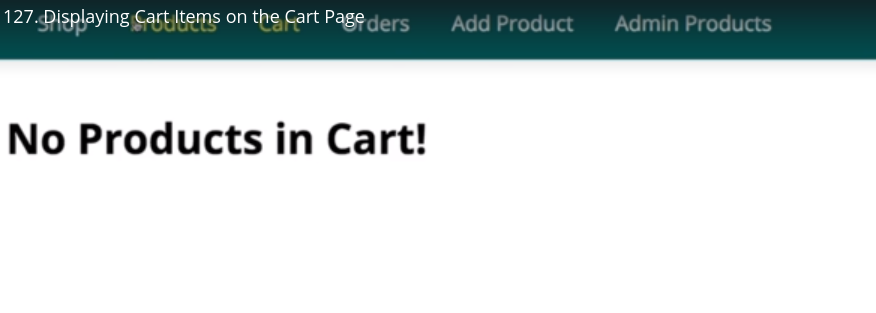 127. Displaying Cart Items on the Cart Page
Shop Products Cart Orders Add Product Admin Products
No Products in Cart!